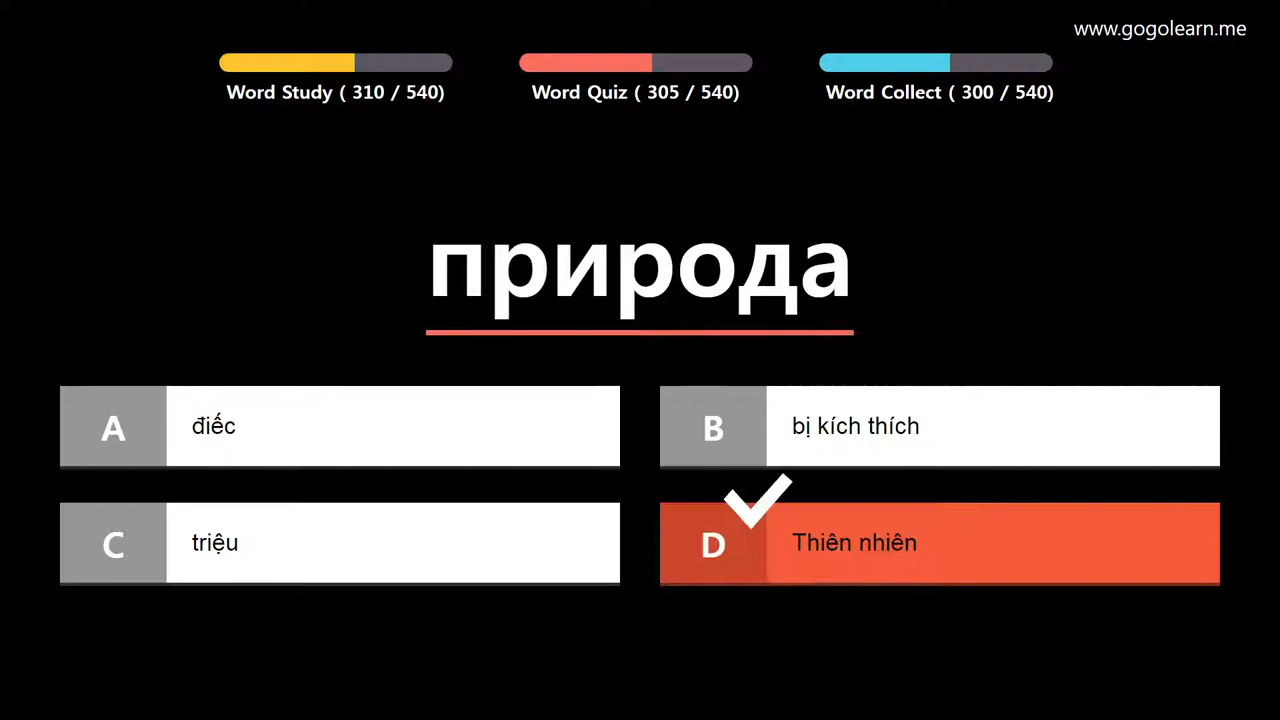 www.gogolearn.me
Word Study ( 310 / 540)
Word Quiz ( 305 / 540)
Word Collect ( 300 / 540)
природа
A
điếc
B
bị kích thích
C
triệu
D
Thiên nhiên